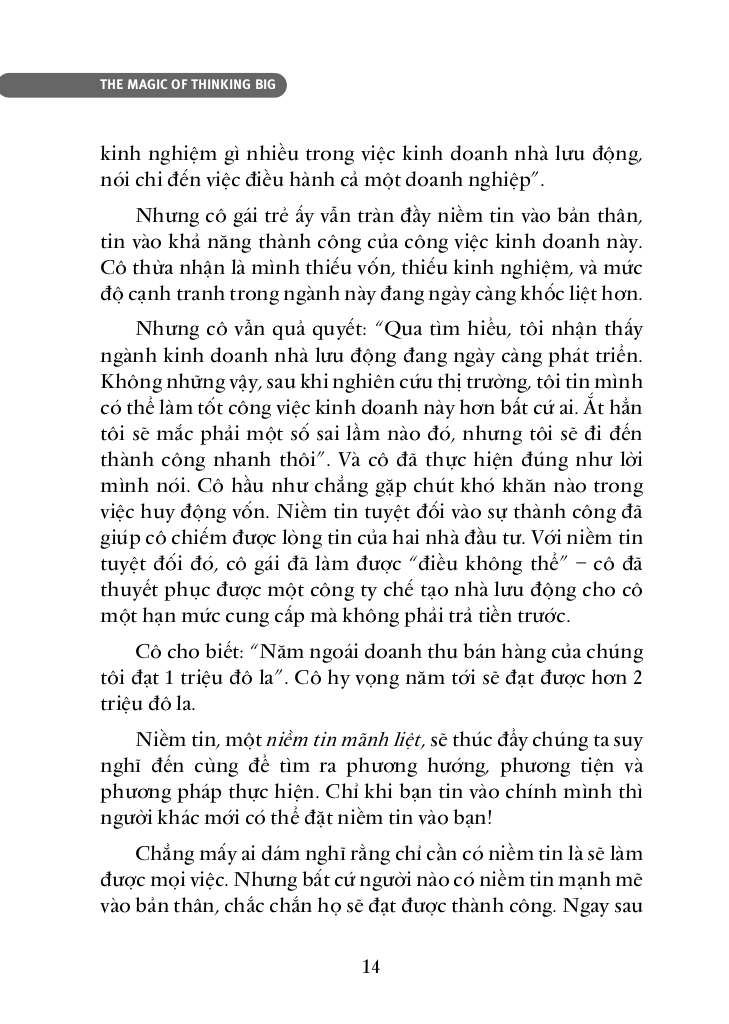 THE MAGIC OF THINKING BIG
kinh nghiệm gì nhiều trong việc kinh doanh nhà lưu động,
nói chi đến việc điều hành cả một doanh nghiệp”.
Nhưng cô gái trẻ ấy vẫn tràn đầy niềm tin vào bản thân,
tin vào khả năng thành công của công việc kinh doanh này.
Cô thừa nhận là mình thiếu vốn, thiếu kinh nghiệm, và mức
độ cạnh tranh trong ngành này đang ngày càng khốc liệt hơn.
Nhưng cô vẫn quả quyết: “Qua tìm hiểu, tôi nhận thấy
ngành kinh doanh nhà lưu động đang ngày càng phát triển.
Không những vậy, sau khi nghiên cứu thị trường, tôi tin mình
có thể làm tốt công việc kinh doanh này hơn bất cứ ai. Ắt hẳn
tôi sẽ mắc phải một số sai lầm nào đó, nhưng tôi sẽ đi đến
thành công nhanh thôi”. Và cô đã thực hiện đúng như lời
mình nói. Cô hầu như chẳng gặp chút khó khăn nào trong
việc huy động vốn. Niềm tin tuyệt đối vào sự thành công đã
giúp cô chiếm được lòng tin của hai nhà đầu tư. Với niềm tin
tuyệt đối đó, cô gái đã làm được “điều không thể” – cô đã
thuyết phục được một công ty chế tạo nhà lưu động cho cô
một hạn mức cung cấp mà không phải trả tiền trước.
Cô cho biết: “Năm ngoái doanh thu bán hàng của chúng
tôi đạt 1 triệu đô la”. Cô hy vọng năm tới sẽ đạt được hơn 2
triệu đô la.
Niềm tin, một niềm tin mãnh liệt, sẽ thúc đẩy chúng ta suy
nghĩ đến cùng để tìm ra phương hướng, phương tiện và
phương pháp thực hiện. Chỉ khi bạn tin vào chính mình thì
người khác mới có thể đặt niềm tin vào bạn!
Chẳng mấy ai dám nghĩ rằng chỉ cần có niềm tin là sẽ làm
được mọi việc. Nhưng bất cứ người nào có niềm tin mạnh mẽ
vào bản thân, chắc chắn họ sẽ đạt được thành công. Ngay sau
14